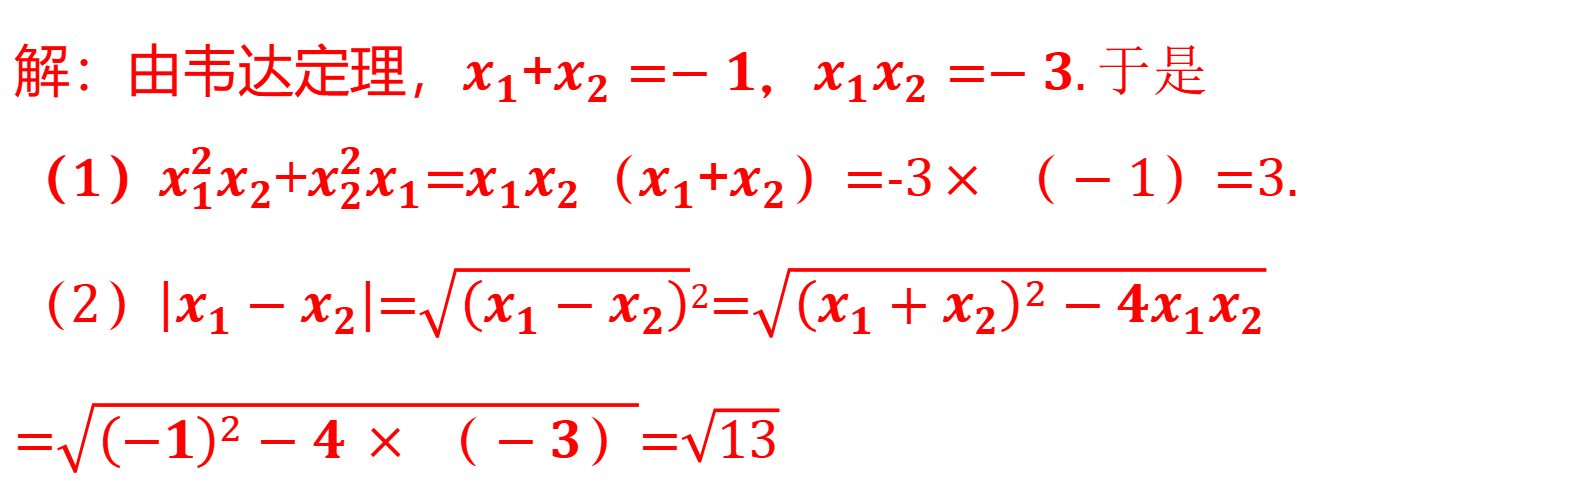 解：由韦达定理，x₁+x₂ =− 1，x₁x₂ =− 3. 于是
（1）x₁²x₂+x₂²x₁=x₁x₂（x₁+x₂）=-3×（−1）=3.
（2）|x₁ − x₂|=√(x₁ − x₂)²=√(x₁ + x₂)² − 4x₁x₂
=√(−1)² − 4 ×（−3）=√13